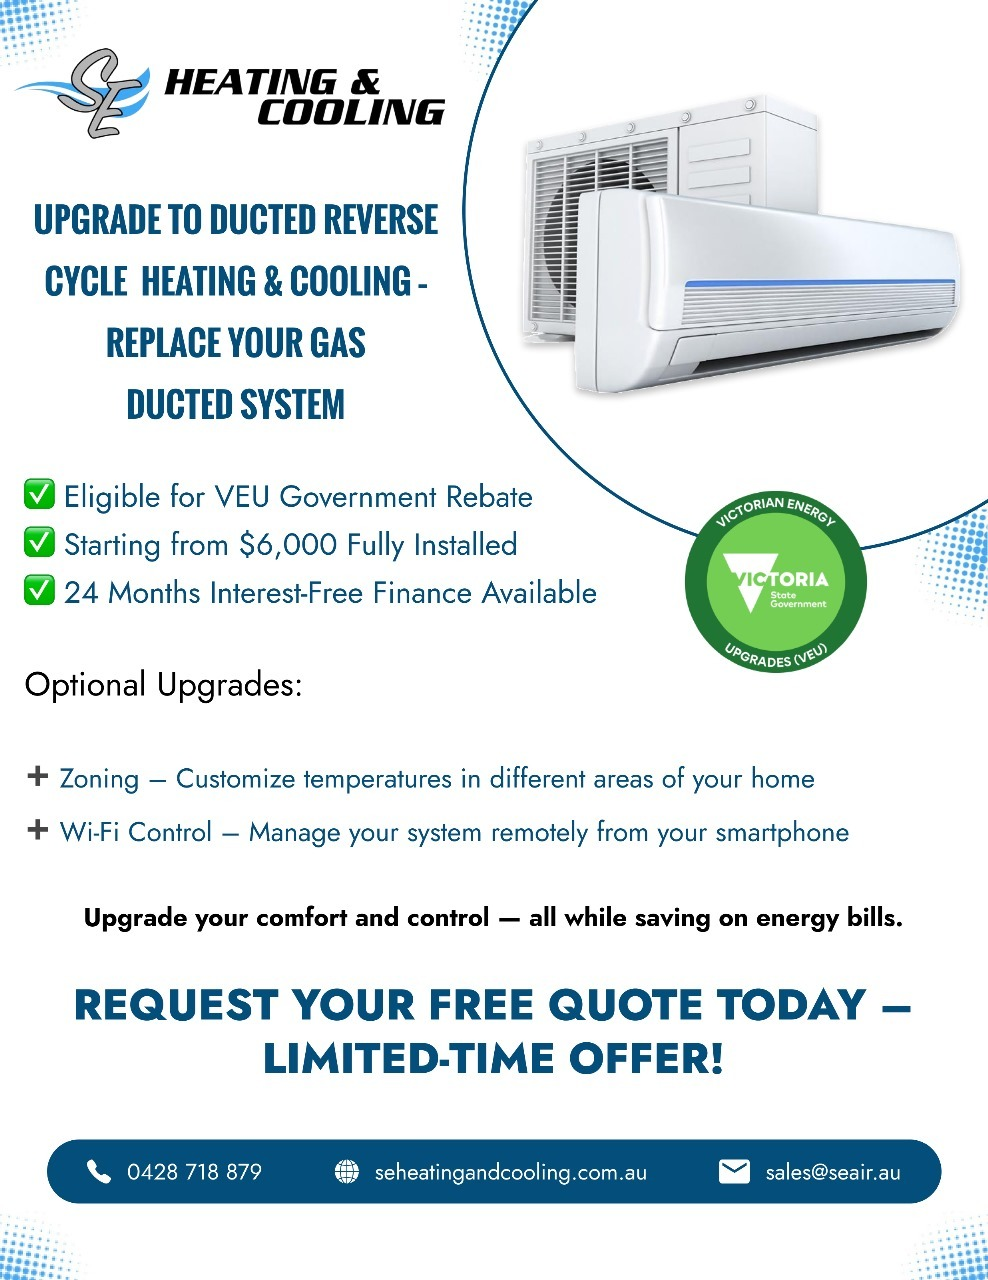 SE
HEATING &
COOLING
UPGRADE TO DUCTED REVERSE
CYCLE HEATING & COOLING -
REPLACE YOUR GAS
DUCTED SYSTEM
✅ Eligible for VEU Government Rebate
✅ Starting from $6,000 Fully Installed
✅ 24 Months Interest-Free Finance Available
VICTORIAN ENERGY
VICTORIA
State
Government
UPGRADES (VEU)
Optional Upgrades:
+ Zoning – Customize temperatures in different areas of your home
+ Wi-Fi Control – Manage your system remotely from your smartphone
Upgrade your comfort and control — all while saving on energy bills.
REQUEST YOUR FREE QUOTE TODAY –
LIMITED-TIME OFFER!
0428 718 879 seheatingandcooling.com.au sales@seair.au